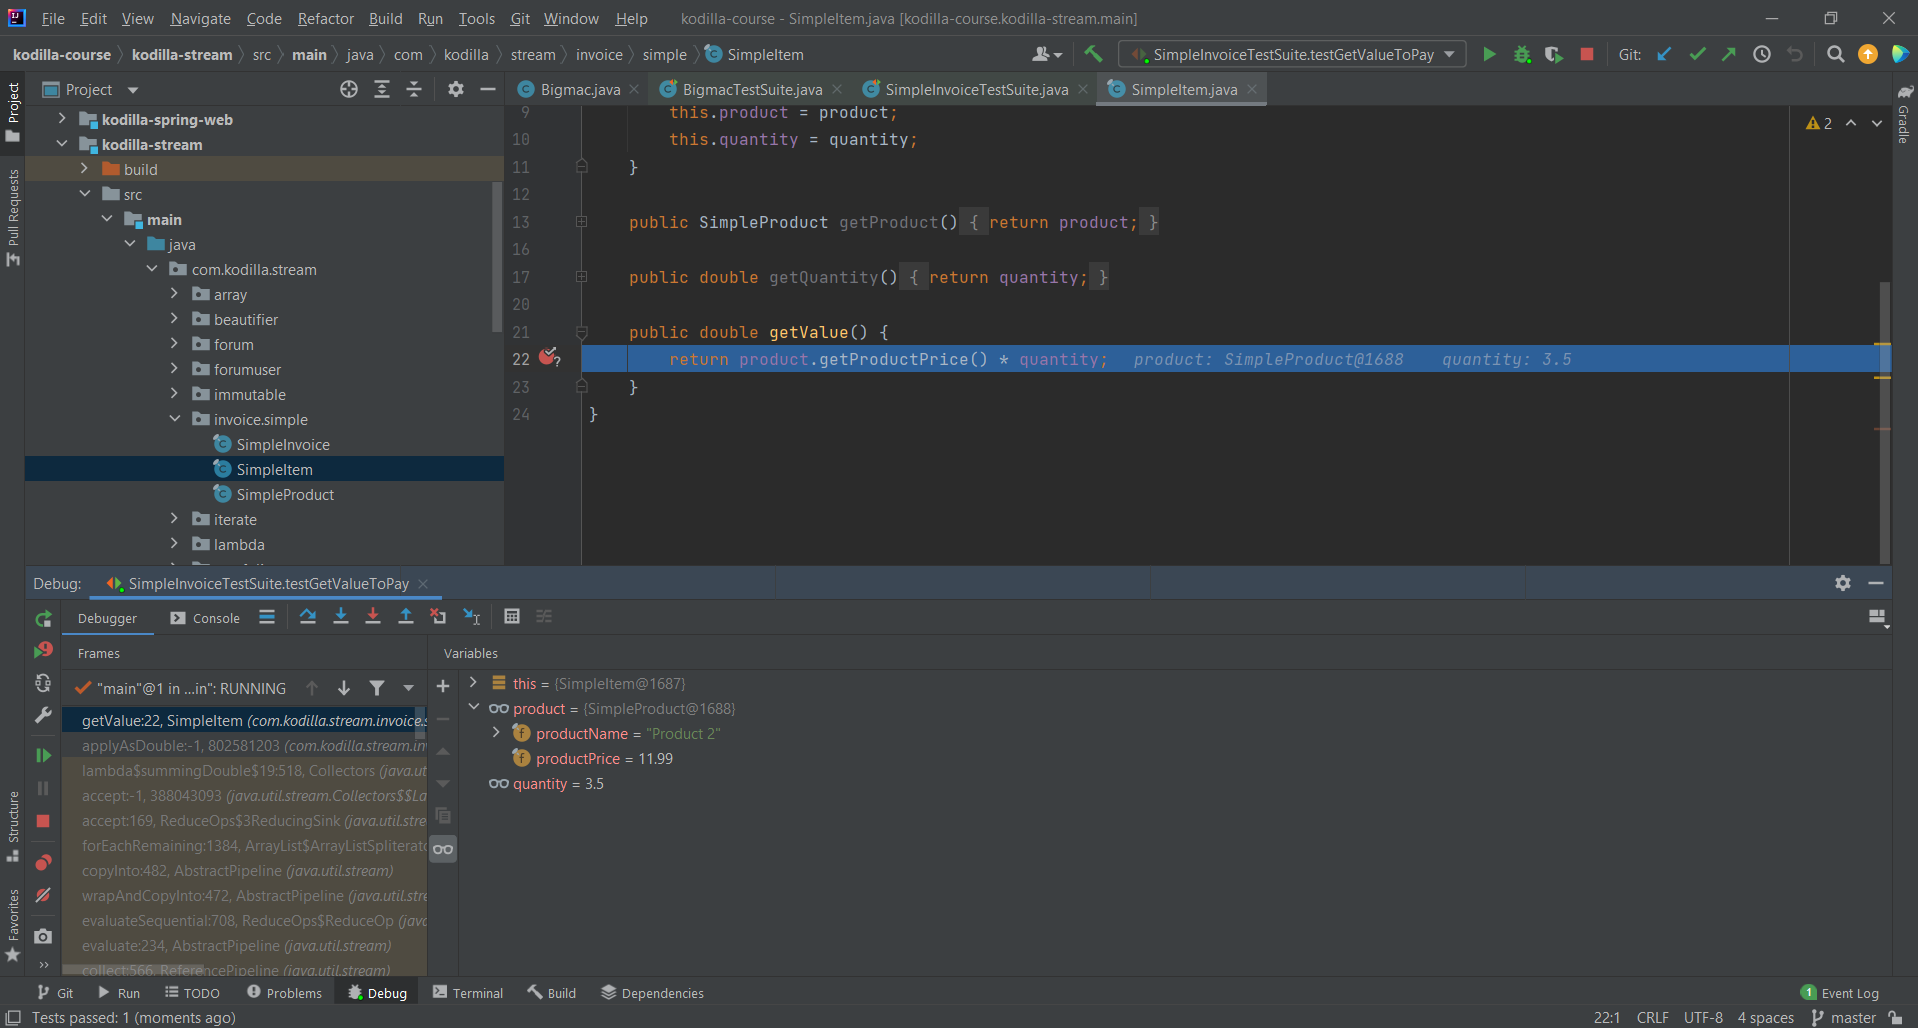 File Edit View Navigate Code Refactor Build Run Tools Git Window Help kodilla-course - SimpleItem.java [kodilla-course.kodilla-stream.main]
kodilla-course kodilla-stream src main java com kodilla stream invoice simple SimpleItem SimpleInvoiceTestSuite.testGetValueToPay Git:
Project Bigmac.java BigmacTestSuite.java SimpleInvoiceTestSuite.java SimpleItem.java
Project
Pull Requests
Structure
Favorites
Gradle
kodilla-spring-web
kodilla-stream
build
src
main
java
com.kodilla.stream
array
beautifier
forum
forumuser
immutable
invoice.simple
SimpleInvoice
SimpleItem
SimpleProduct
iterate
lambda
2
9 this.product = product;
10 this.quantity = quantity;
11 }
12
13 public SimpleProduct getProduct() { return product; }
16
17 public double getQuantity() { return quantity; }
20
21 public double getValue() {
22 return product.getProductPrice() * quantity; product: SimpleProduct@1688 quantity: 3.5
23 }
24 }
Debug: SimpleInvoiceTestSuite.testGetValueToPay
Debugger Console
Frames
"main"@1 in ...in": RUNNING
getValue:22, SimpleItem (com.kodilla.stream.invoice.s
applyAsDouble:-1, 802581203 (com.kodilla.stream.in
lambda$summingDouble$19:518, Collectors (java.ut
accept:-1, 388043093 (java.util.stream.Collectors$$La
accept:169, ReduceOps$3ReducingSink (java.util.stre
forEachRemaining:1384, ArrayList$ArrayListSpliterato
copyInto:482, AbstractPipeline (java.util.stream)
wrapAndCopyInto:472, AbstractPipeline (java.util.stre
evaluateSequential:708, ReduceOps$ReduceOp (java
evaluate:234, AbstractPipeline (java.util.stream)
collect:566, ReferencePipeline (java.util.stream)
Variables
this = {SimpleItem@1687}
product = {SimpleProduct@1688}
productName = "Product 2"
productPrice = 11.99
quantity = 3.5
Git Run TODO Problems Debug Terminal Build Dependencies 1 Event Log
Tests passed: 1 (moments ago) 22:1 CRLF UTF-8 4 spaces master